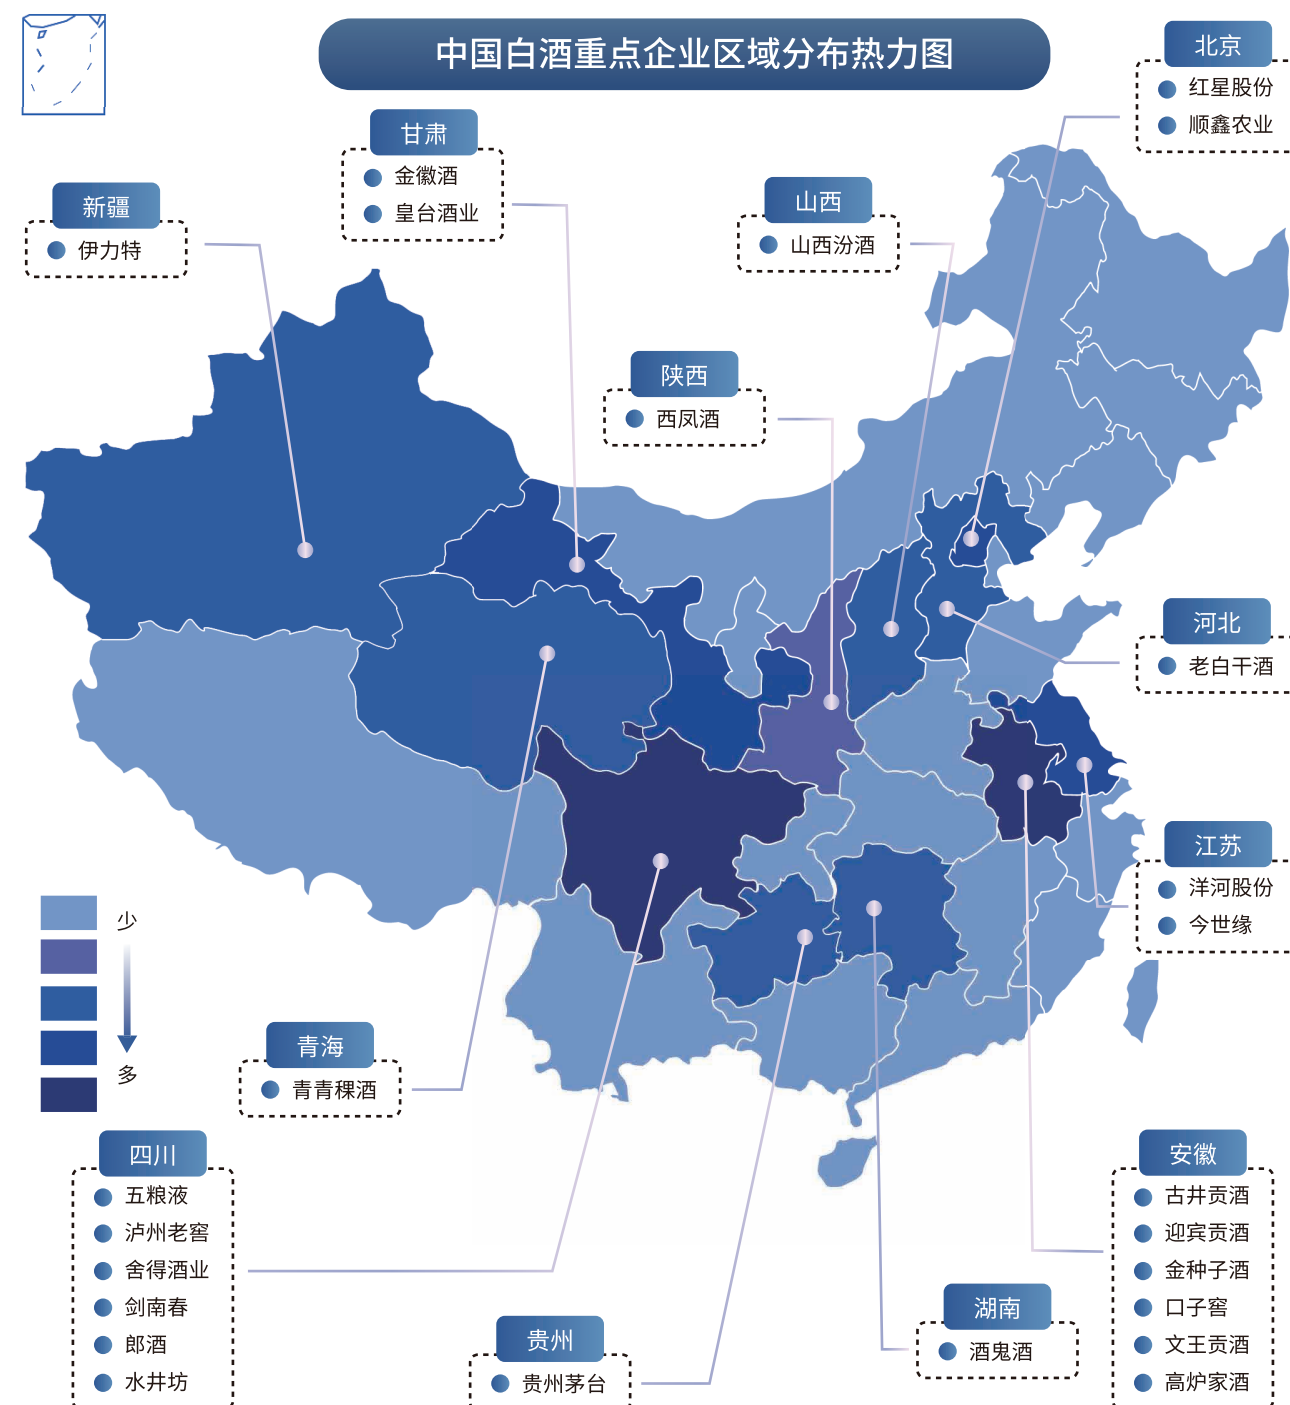 中国白酒重点企业区域分布热力图
北京
红星股份
顺鑫农业
甘肃
金徽酒
皇台酒业
新疆
伊力特
山西
山西汾酒
陕西
西凤酒
河北
老白干酒
江苏
洋河股份
今世缘
少
多
青海
青青稞酒
四川
五粮液
泸州老窖
舍得酒业
剑南春
郎酒
水井坊
贵州
贵州茅台
湖南
酒鬼酒
安徽
古井贡酒
迎宾贡酒
金种子酒
口子窖
文王贡酒
高炉家酒